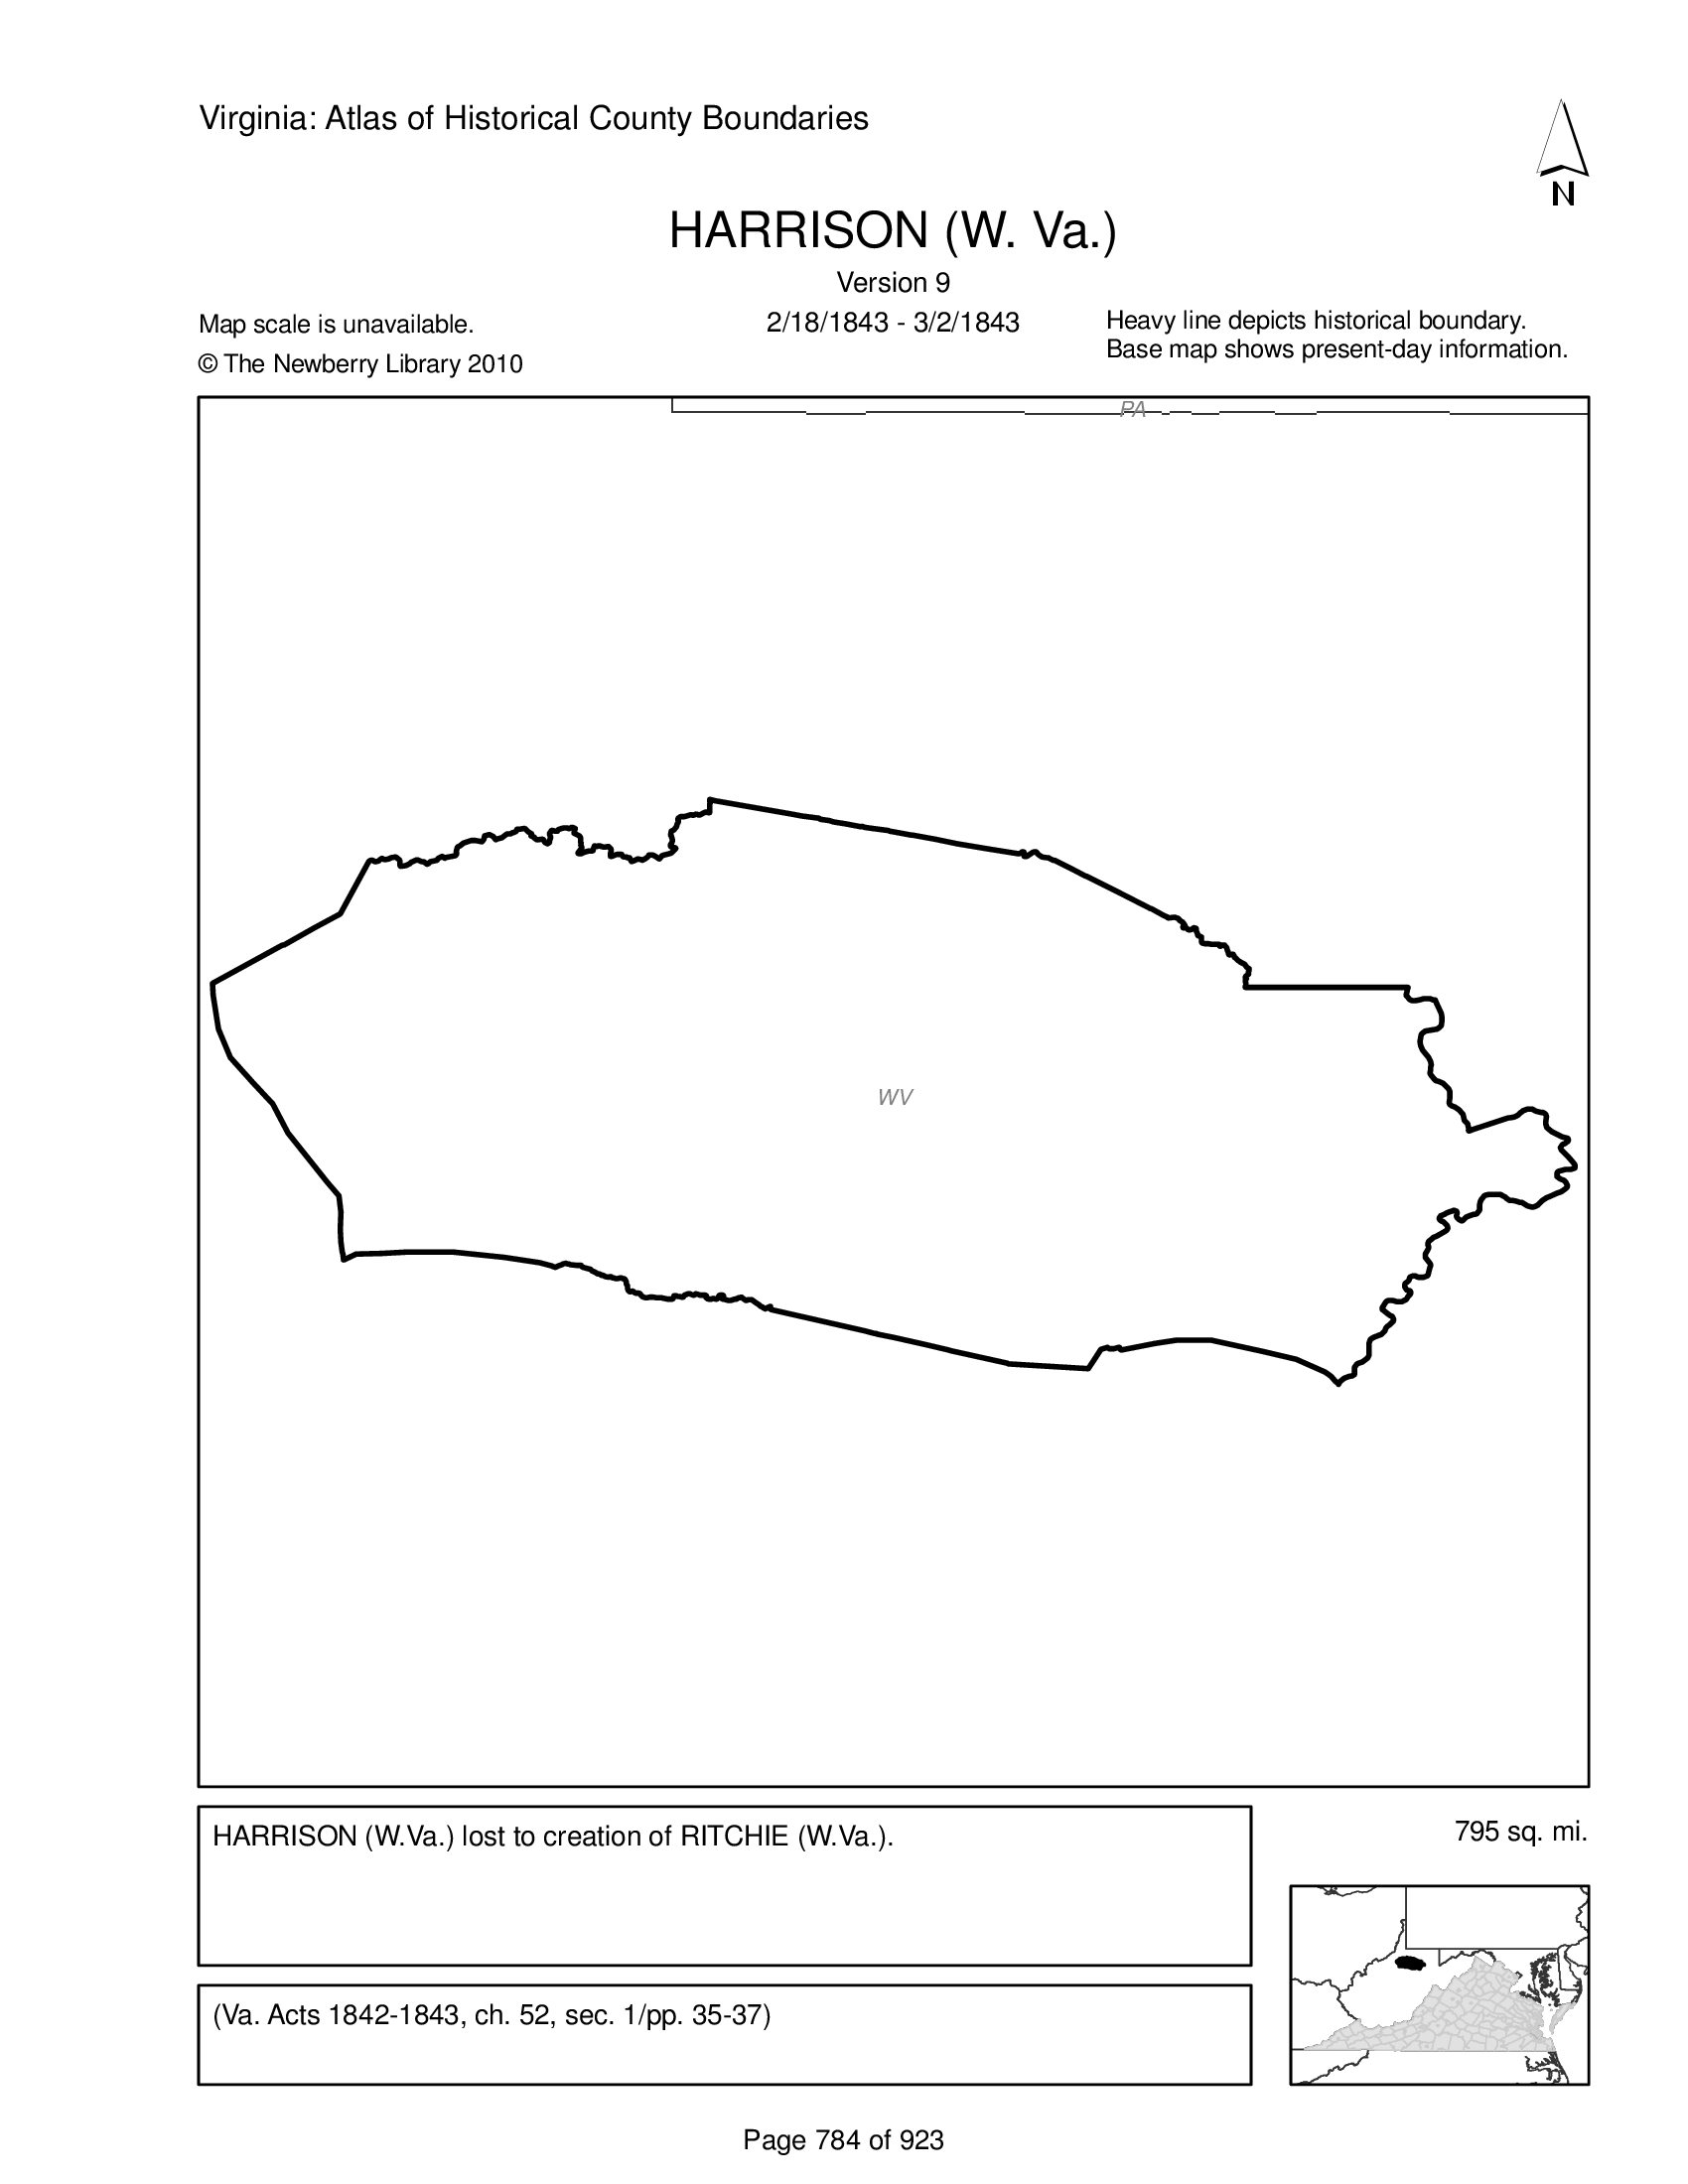 Virginia: Atlas of Historical County Boundaries
N
HARRISON (W. Va.)
Version 9
Map scale is unavailable.
2/18/1843 - 3/2/1843
Heavy line depicts historical boundary.
Base map shows present-day information.
© The Newberry Library 2010
PA
WV
HARRISON (W.Va.) lost to creation of RITCHIE (W.Va.).
795 sq. mi.
(Va. Acts 1842-1843, ch. 52, sec. 1/pp. 35-37)
Page 784 of 923